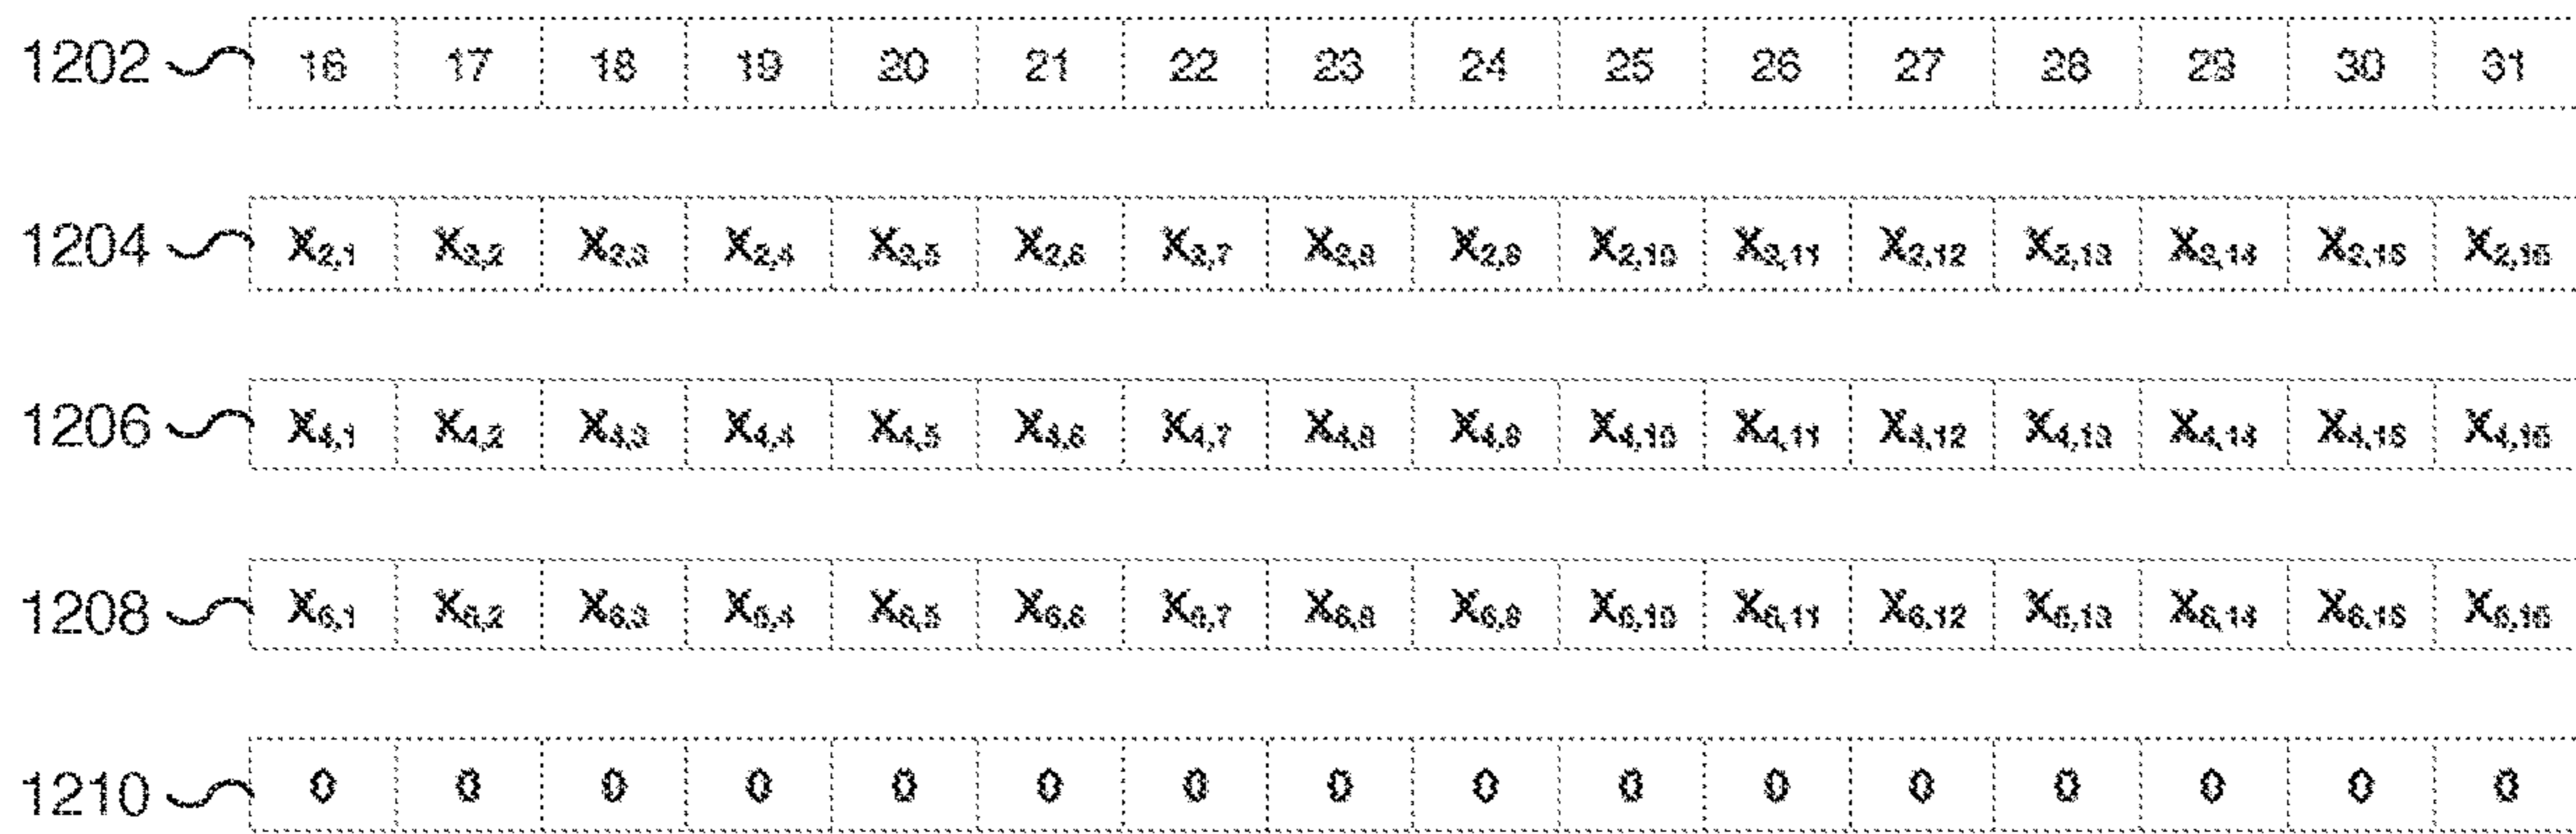 1202 16 17 18 19 20 21 22 23 24 25 26 27 28 29 30 31
1204 X2,1 X2,2 X2,3 X2,4 X2,5 X2,6 X2,7 X2,8 X2,9 X2,10 X2,11 X2,12 X2,13 X2,14 X2,15 X2,16
1206 X4,1 X4,2 X4,3 X4,4 X4,5 X4,6 X4,7 X4,8 X4,9 X4,10 X4,11 X4,12 X4,13 X4,14 X4,15 X4,16
1208 X6,1 X6,2 X6,3 X6,4 X6,5 X6,6 X6,7 X6,8 X6,9 X6,10 X6,11 X6,12 X6,13 X6,14 X6,15 X6,16
1210 0 0 0 0 0 0 0 0 0 0 0 0 0 0 0 0